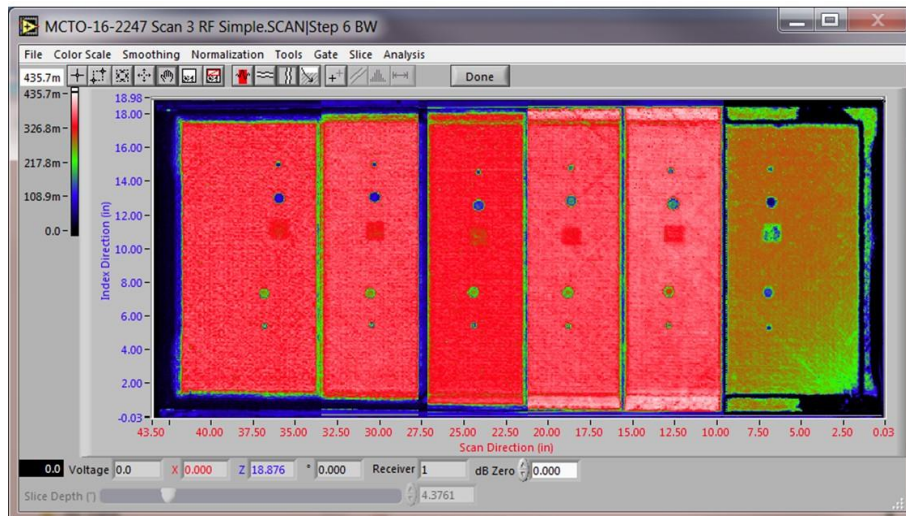 MCTO-16-2247 Scan 3 RF Simple.SCAN|Step 6 BW
File Color Scale Smoothing Normalization Tools Gate Slice Analysis
435.7m
Done
435.7m
326.8m
217.8m
108.9m
0.0
Index Direction (in)
18.98
18.00
16.00
14.00
12.00
10.00
8.00
6.00
4.00
2.00
-0.03
43.50 40.00 37.50 35.00 32.50 30.00 27.50 25.00 22.50 20.00 17.50 15.00 12.50 10.00 7.50 5.00 2.50 0.03
Scan Direction (in)
0.0 Voltage 0.0 X 0.000 Z 18.876 ° 0.000 Receiver 1 dB Zero 0.000
Slice Depth (") 4.3761